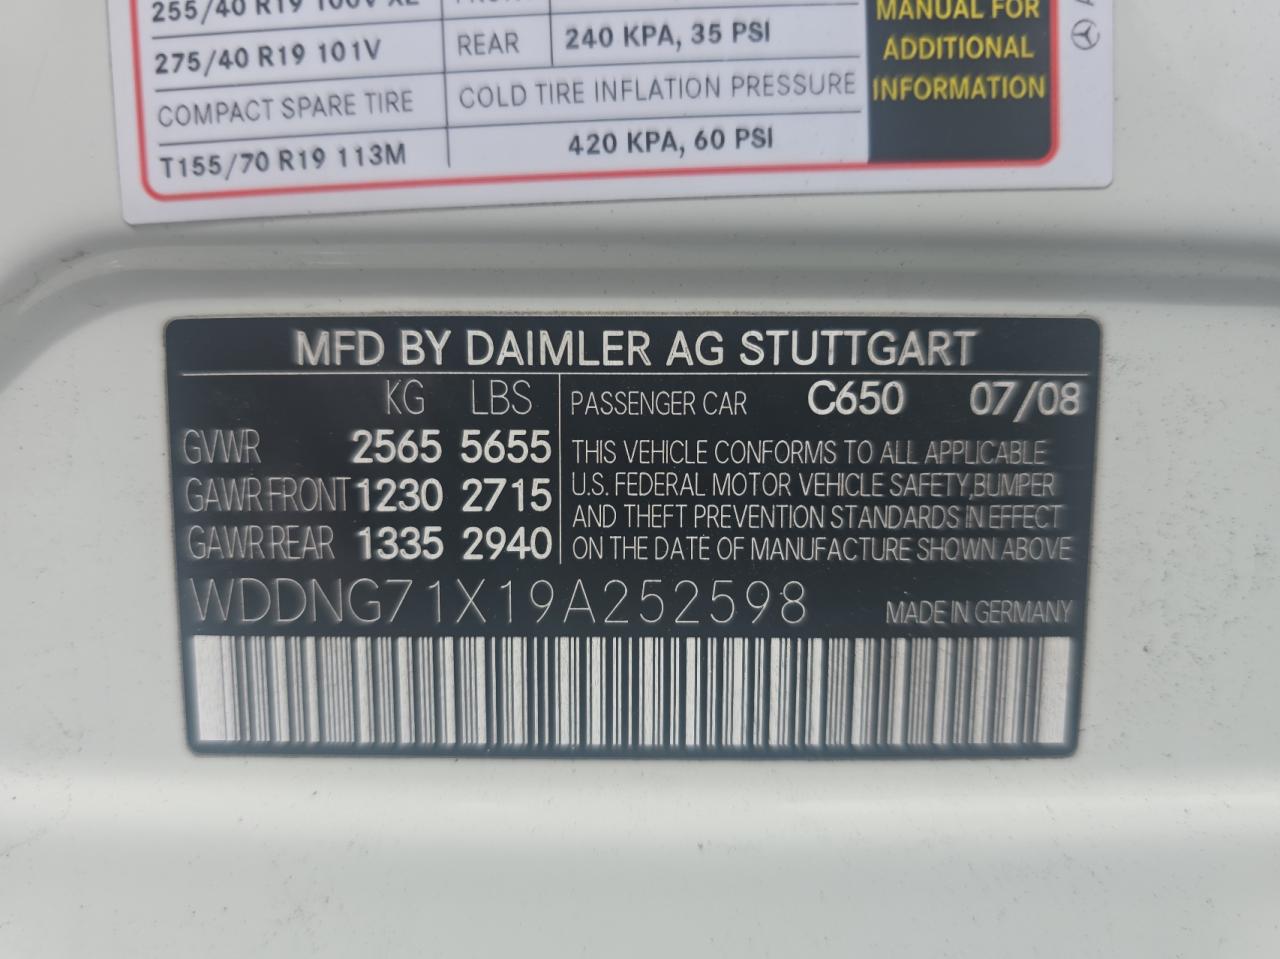 255/40 R19 100V XL
MANUAL FOR
275/40 R19 101V REAR 240 KPA, 35 PSI
ADDITIONAL
COMPACT SPARE TIRE COLD TIRE INFLATION PRESSURE
INFORMATION
T155/70 R19 113M 420 KPA, 60 PSI
MFD BY DAIMLER AG STUTTGART
KG LBS PASSENGER CAR C650 07/08
GVWR 2565 5655 THIS VEHICLE CONFORMS TO ALL APPLICABLE
GAWR FRONT 1230 2715 U.S. FEDERAL MOTOR VEHICLE SAFETY,BUMPER
AND THEFT PREVENTION STANDARDS IN EFFECT
GAWR REAR 1335 2940 ON THE DATE OF MANUFACTURE SHOWN ABOVE
WDDNG71X19A252598 MADE IN GERMANY